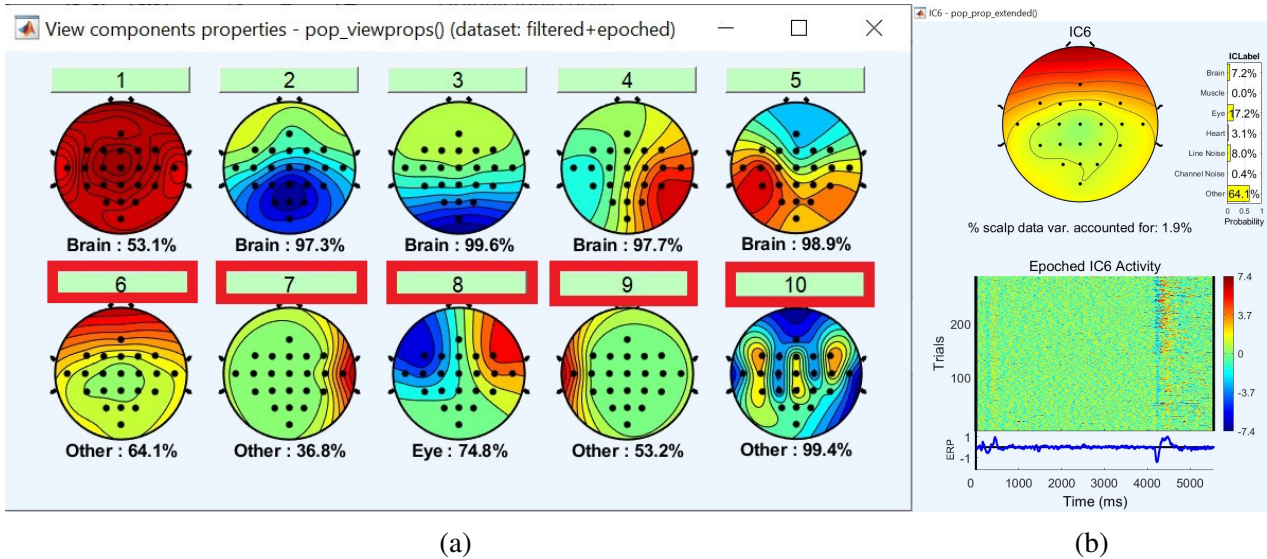 View components properties - pop_viewprops() (dataset: filtered+epoched)
1 2 3 4 5
Brain : 53.1% Brain : 97.3% Brain : 99.6% Brain : 97.7% Brain : 98.9%
6 7 8 9 10
Other : 64.1% Other : 36.8% Eye : 74.8% Other : 53.2% Other : 99.4%
(a)
IC6 - pop_prop_extended()
IC6
ICLabel
Brain 7.2%
Muscle 0.0%
Eye 17.2%
Heart 3.1%
Line Noise 8.0%
Channel Noise 0.4%
Other 64.1%
0 0.5 1
Probability
% scalp data var. accounted for: 1.9%
Epoched IC6 Activity
Trials
200
100
7.4
3.7
0
-3.7
-7.4
ERP
1
-1
0 1000 2000 3000 4000 5000
Time (ms)
(b)